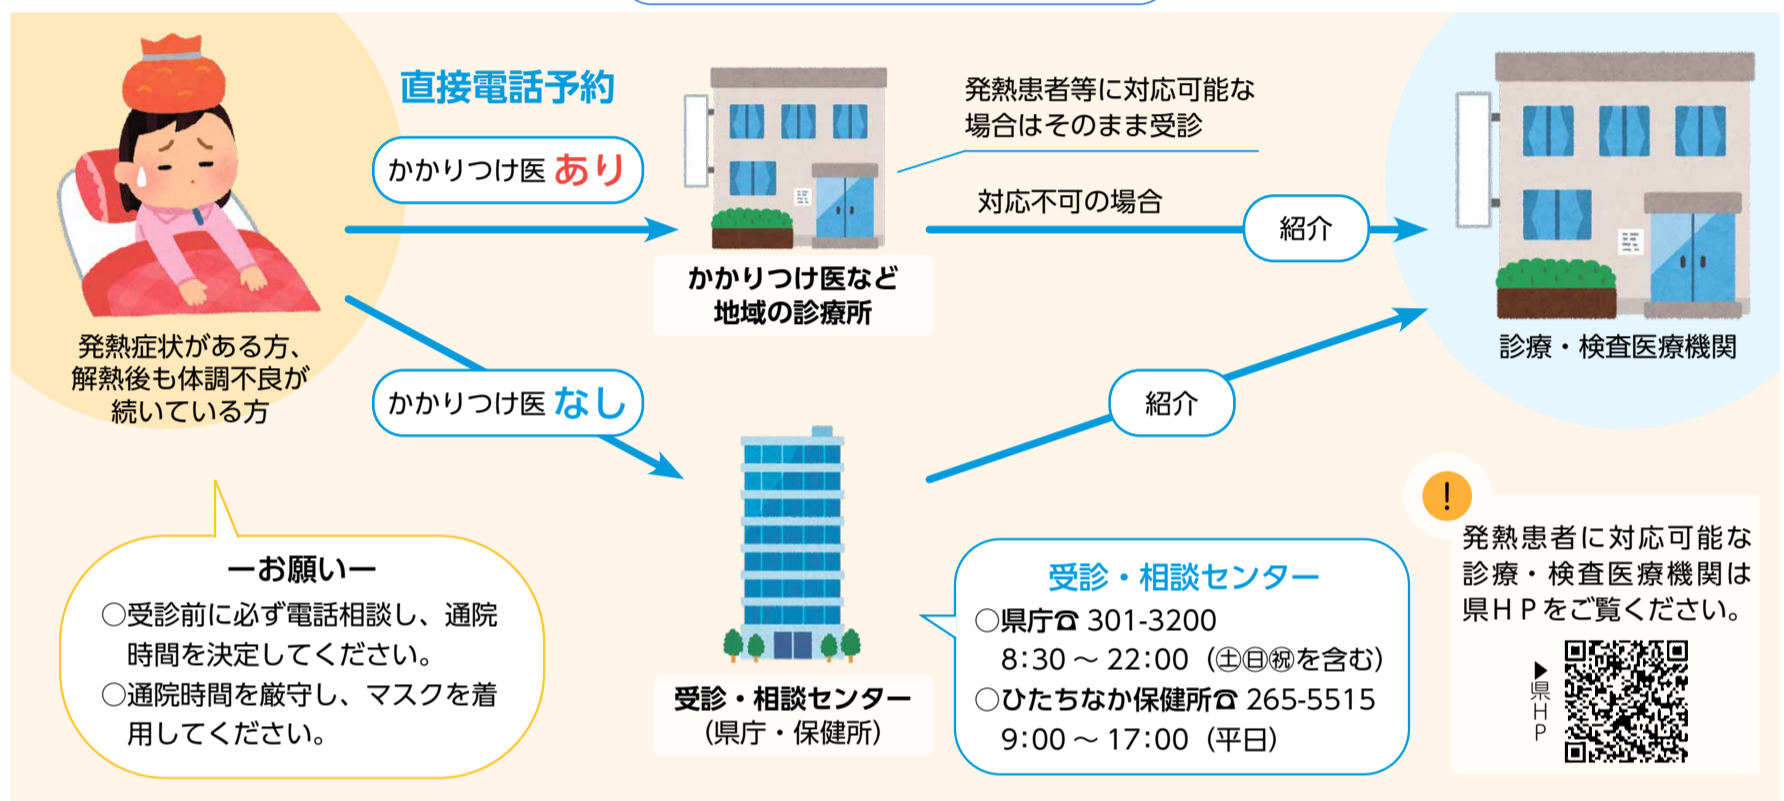 直接電話予約
かかりつけ医 あり
発熱患者等に対応可能な
場合はそのまま受診
対応不可の場合
紹介
かかりつけ医など
地域の診療所
診療・検査医療機関
発熱症状がある方、
解熱後も体調不良が
続いている方
かかりつけ医 なし
紹介
ーお願いー
○受診前に必ず電話相談し、通院
時間を決定してください。
○通院時間を厳守し、マスクを着
用してください。
受診・相談センター
（県庁・保健所）
受診・相談センター
○県庁☎ 301-3200
8:30 ～ 22:00（㊏㊐㊗を含む）
○ひたちなか保健所☎ 265-5515
9:00 ～ 17:00（平日）
!
発熱患者に対応可能な
診療・検査医療機関は
県ＨＰをご覧ください。
▶県ＨＰ